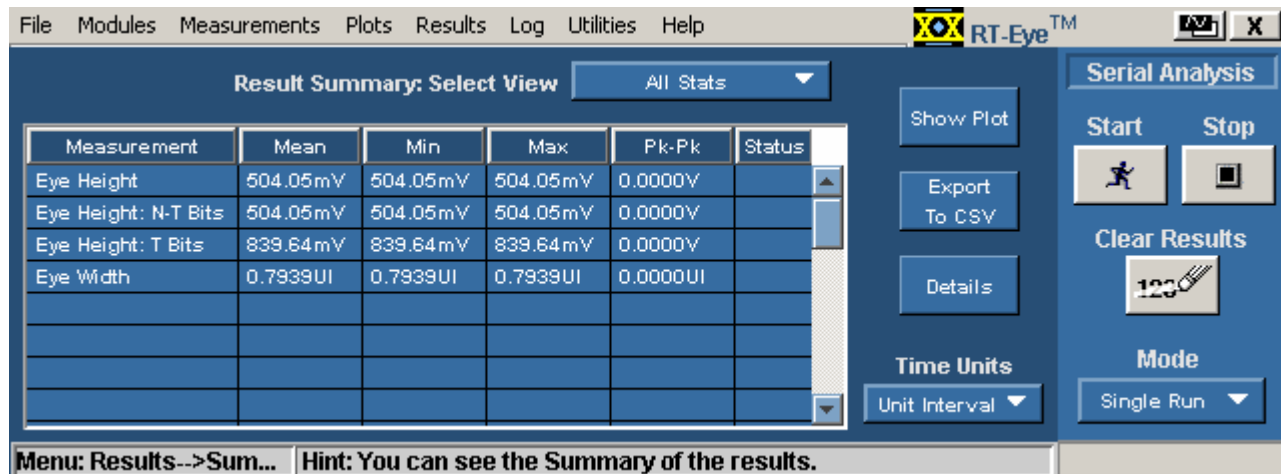 File Modules Measurements Plots Results Log Utilities Help
RT-Eye™
X
Result Summary: Select View All Stats
Measurement Mean Min Max Pk-Pk Status
Eye Height 504.05mV 504.05mV 504.05mV 0.0000V
Eye Height: N-T Bits 504.05mV 504.05mV 504.05mV 0.0000V
Eye Height: T Bits 839.64mV 839.64mV 839.64mV 0.0000V
Eye Width 0.7939UI 0.7939UI 0.7939UI 0.0000UI
Show Plot
Export
To CSV
Details
Time Units
Unit Interval
Serial Analysis
Start Stop
Clear Results
123
Mode
Single Run
Menu: Results-->Sum... Hint: You can see the Summary of the results.